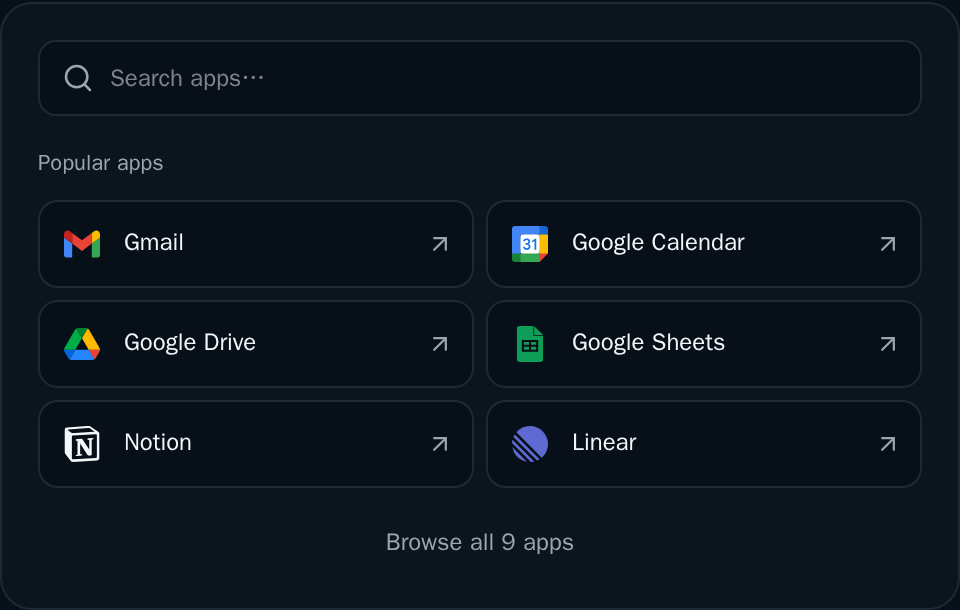 Search apps···
Popular apps
Gmail
31
Google Calendar
Google Drive
Google Sheets
N
Notion
Linear
Browse all 9 apps